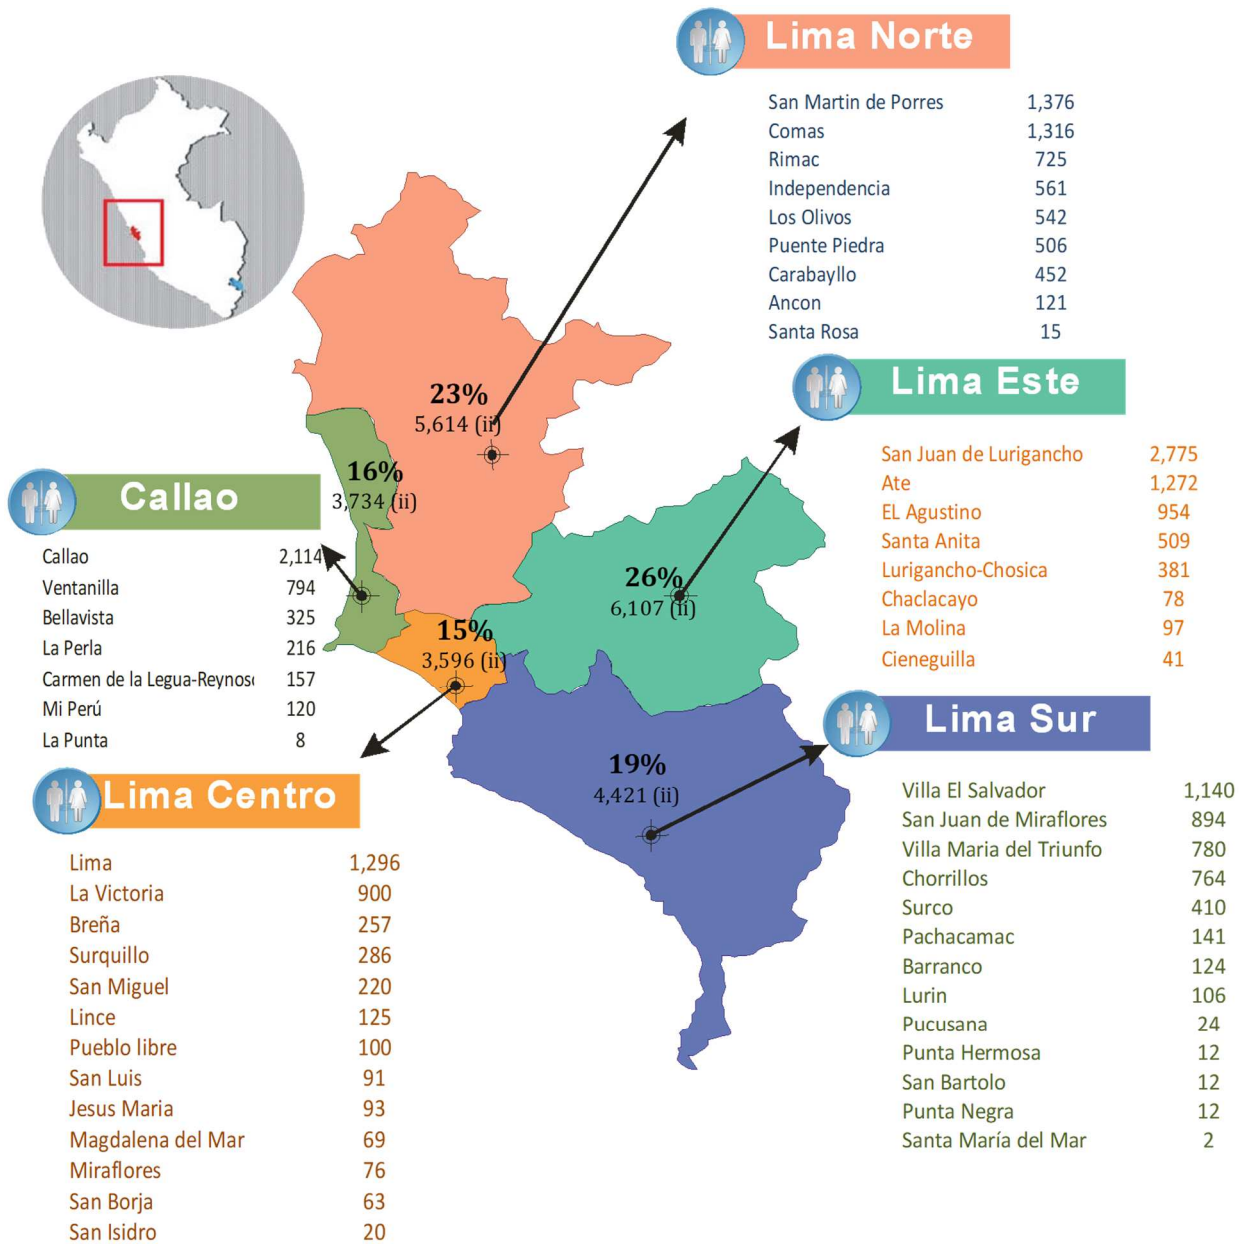 Lima Norte
San Martin de Porres 1,376
Comas 1,316
Rimac 725
Independencia 561
Los Olivos 542
Puente Piedra 506
Carabayllo 452
Ancon 121
Santa Rosa 15
23%
5,614 (ii)
Lima Este
San Juan de Lurigancho 2,775
Ate 1,272
EL Agustino 954
Santa Anita 509
Lurigancho-Chosica 381
Chaclacayo 78
La Molina 97
Cieneguilla 41
26%
6,107 (ii)
16%
3,734 (ii)
Callao
Callao 2,114
Ventanilla 794
Bellavista 325
La Perla 216
Carmen de la Legua-Reynoso 157
Mi Perú 120
La Punta 8
15%
3,596 (ii)
Lima Sur
Villa El Salvador 1,140
San Juan de Miraflores 894
Villa Maria del Triunfo 780
Chorrillos 764
Surco 410
Pachacamac 141
Barranco 124
Lurin 106
Pucusana 24
Punta Hermosa 12
San Bartolo 12
Punta Negra 12
Santa María del Mar 2
19%
4,421 (ii)
Lima Centro
Lima 1,296
La Victoria 900
Breña 257
Surquillo 286
San Miguel 220
Lince 125
Pueblo libre 100
San Luis 91
Jesus Maria 93
Magdalena del Mar 69
Miraflores 76
San Borja 63
San Isidro 20